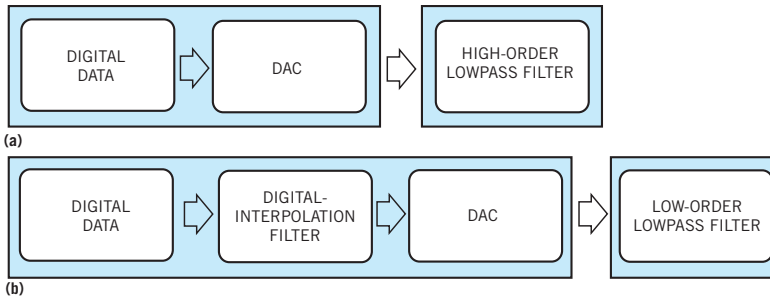 DIGITAL
DATA
DAC
HIGH-ORDER
LOWPASS FILTER
(a)
DIGITAL
DATA
DIGITAL-
INTERPOLATION
FILTER
DAC
LOW-ORDER
LOWPASS FILTER
(b)